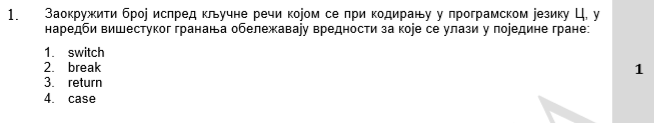 1. Заокружити број испред кључне речи којом се при кодирању у програмском језику Ц, у
наредби вишеструког гранања обележавају вредности за које се улази у поједине гране:
1. switch
2. break
3. return
4. case
1